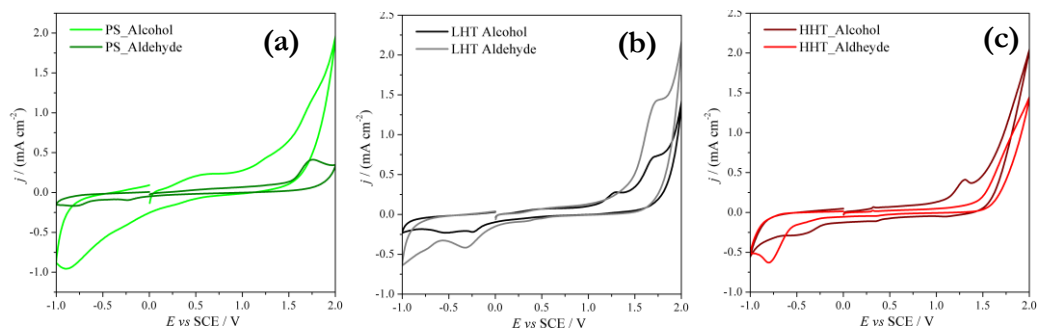 PS_Alcohol
PS_Aldehyde
(a)
j / (mA cm-2)
2.0
1.5
1.0
0.5
0.0
-0.5
-1.0
-1.0 -0.5 0.0 0.5 1.0 1.5 2.0
E vs SCE / V
LHT Alcohol
LHT Aldehyde
(b)
j / (mA cm-2)
2.5
2.0
1.5
1.0
0.5
0.0
-0.5
-1.0
-1.0 -0.5 0.0 0.5 1.0 1.5 2.0
E vs SCE / V
HHT_Alcohol
HHT_Aldheyde
(c)
j / (mA cm-2)
2.5
2.0
1.5
1.0
0.5
0.0
-0.5
-1.0
-1.0 -0.5 0.0 0.5 1.0 1.5 2.0
E vs SCE / V